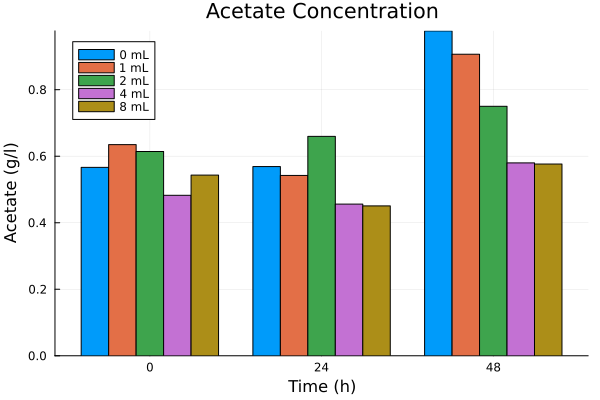 Acetate Concentration
0 mL
1 mL
2 mL
4 mL
8 mL
Acetate (g/l)
0.8
0.6
0.4
0.2
0.0
0
24
48
Time (h)